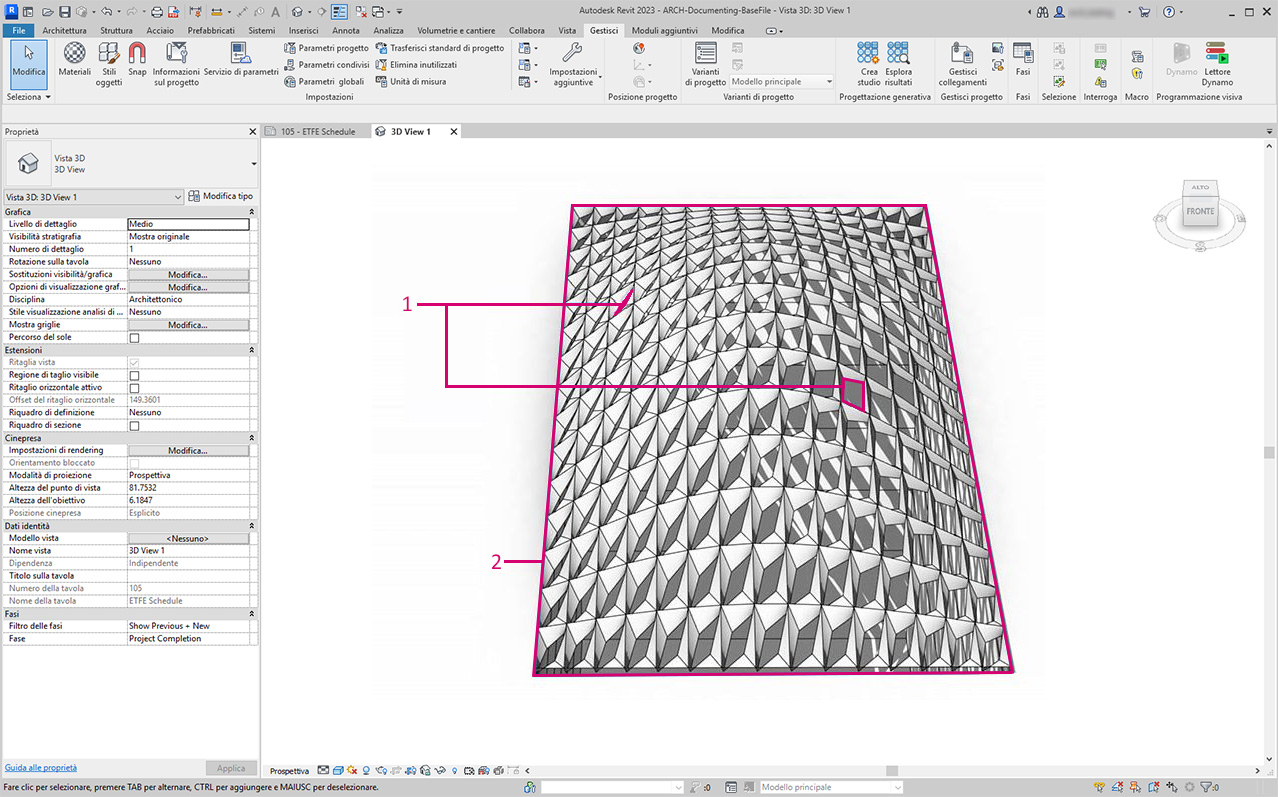 Autodesk Revit 2023 - ARCH-Documenting-BaseFile - Vista 3D: 3D View 1
File Architettura Struttura Acciaio Prefabbricati Sistemi Inserisci Annota Analizza Volumetrie e cantiere Collabora Vista Gestisci Moduli aggiuntivi Modifica
Modifica
Materiali
Stili oggetti
Snap
Informazioni sul progetto
Servizio di parametri
Parametri progetto
Parametri condivisi
Parametri globali
Trasferisci standard di progetto
Elimina inutilizzati
Unità di misura
Impostazioni aggiuntive
Varianti di progetto
Modello principale
Crea studio
Esplora risultati
Gestisci collegamenti
Fasi
Dynamo
Lettore Dynamo
Seleziona
Impostazioni
Posizione progetto
Varianti di progetto
Progettazione generativa
Gestisci progetto
Fasi
Selezione
Interroga
Macro
Programmazione visiva
Proprietà
105 - ETFE Schedule
3D View 1
Vista 3D
3D View
Vista 3D: 3D View 1
Modifica tipo
Grafica
Livello di dettaglio Medio
Visibilità stratigrafia Mostra originale
Numero di dettaglio 1
Rotazione sulla tavola Nessuno
Sostituzioni visibilità/grafica Modifica...
Opzioni di visualizzazione graf... Modifica...
Disciplina Architettonico
Stile visualizzazione analisi di ... Nessuno
Mostra griglie Modifica...
Percorso del sole
Estensioni
Ritaglia vista
Regione di taglio visibile
Ritaglio orizzontale attivo
Offset del ritaglio orizzontale 149.3601
Riquadro di definizione Nessuno
Riquadro di sezione
Cinepresa
Impostazioni di rendering Modifica...
Orientamento bloccato
Modalità di proiezione Prospettiva
Altezza del punto di vista 81.7532
Altezza dell'obiettivo 6.1847
Posizione cinepresa Esplicito
Dati identità
Modello vista <Nessuno>
Nome vista 3D View 1
Dipendenza Indipendente
Titolo sulla tavola
Numero della tavola 105
Nome della tavola ETFE Schedule
Fasi
Filtro delle fasi Show Previous + New
Fase Project Completion
Guida alle proprietà
Applica
ALTO
FRONTE
1
2
Prospettiva
Fare clic per selezionare, premere TAB per alternare, CTRL per aggiungere e MAIUSC per deselezionare.
:0
Modello principale
:0